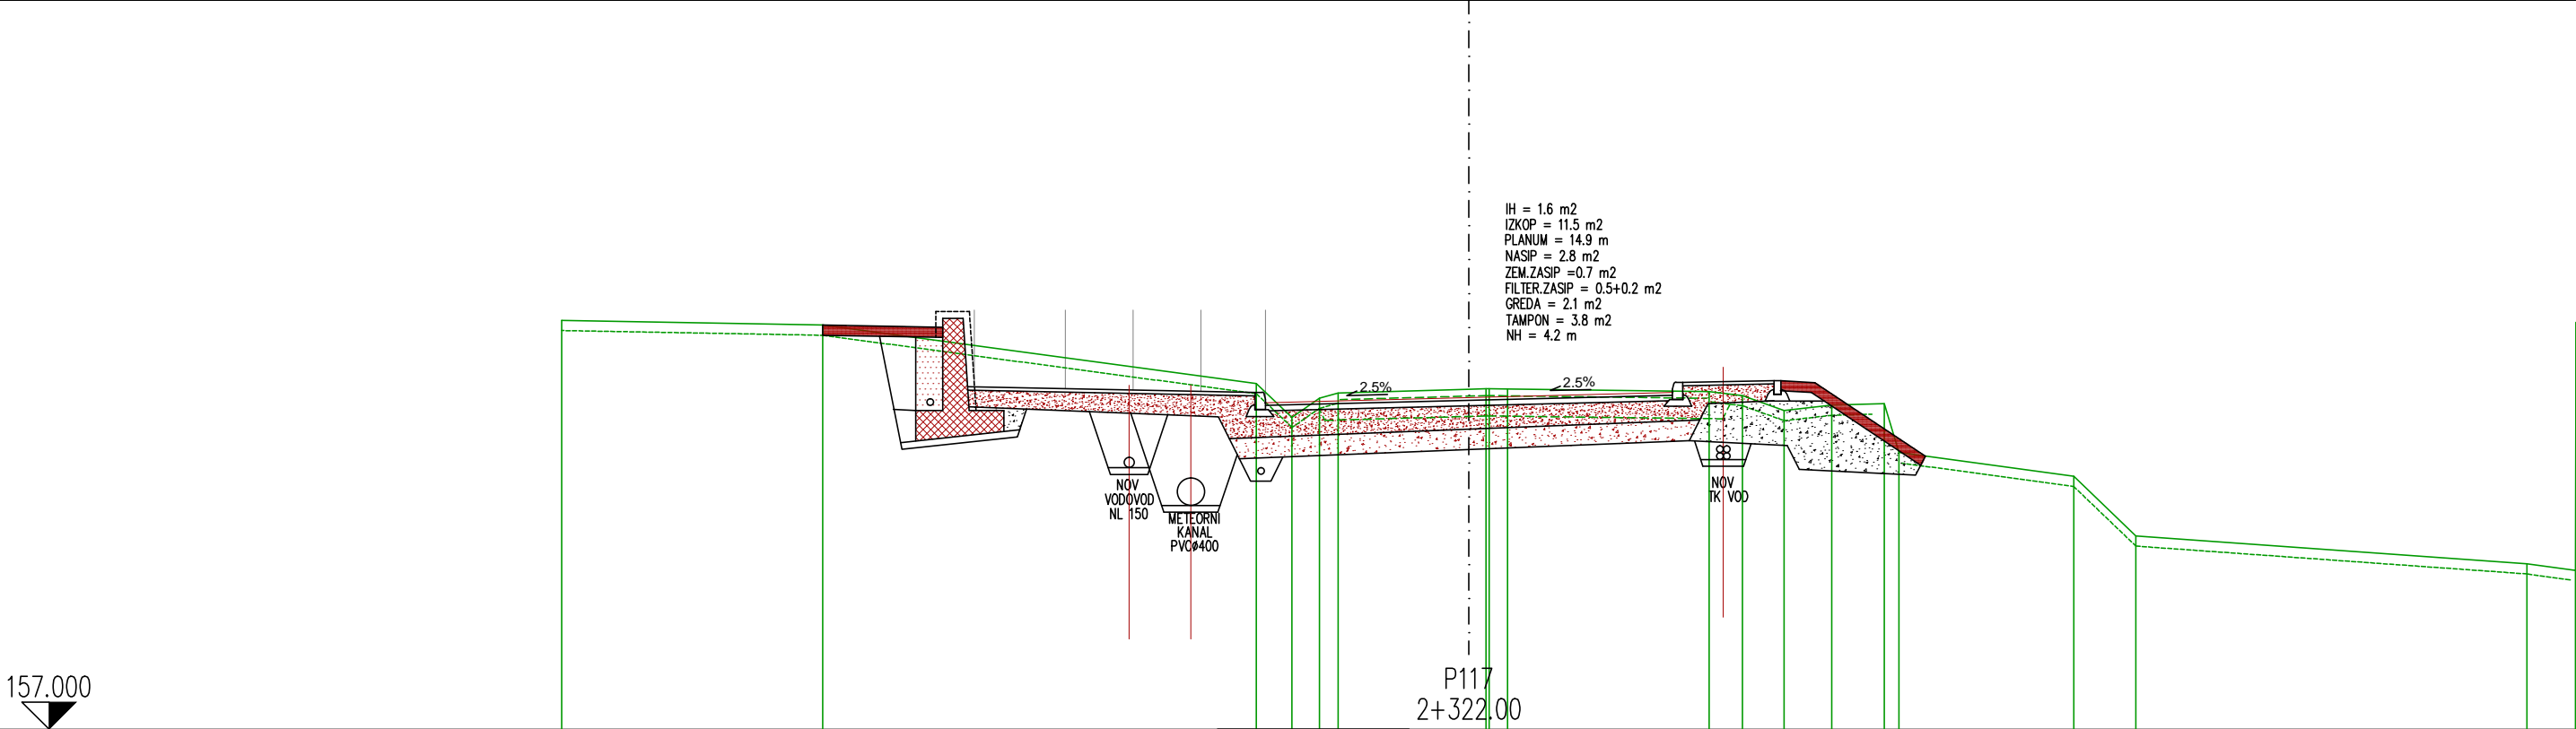 IH = 1.6 m2
IZKOP = 11.5 m2
PLANUM = 14.9 m
NASIP = 2.8 m2
ZEM.ZASIP =0.7 m2
FILTER.ZASIP = 0.5+0.2 m2
GREDA = 2.1 m2
TAMPON = 3.8 m2
NH = 4.2 m
2.5%
2.5%
NOV
VODOVOD
NL 150
METEORNI
KANAL
PVCø400
NOV
TK VOD
157.000
P117
2+322.00